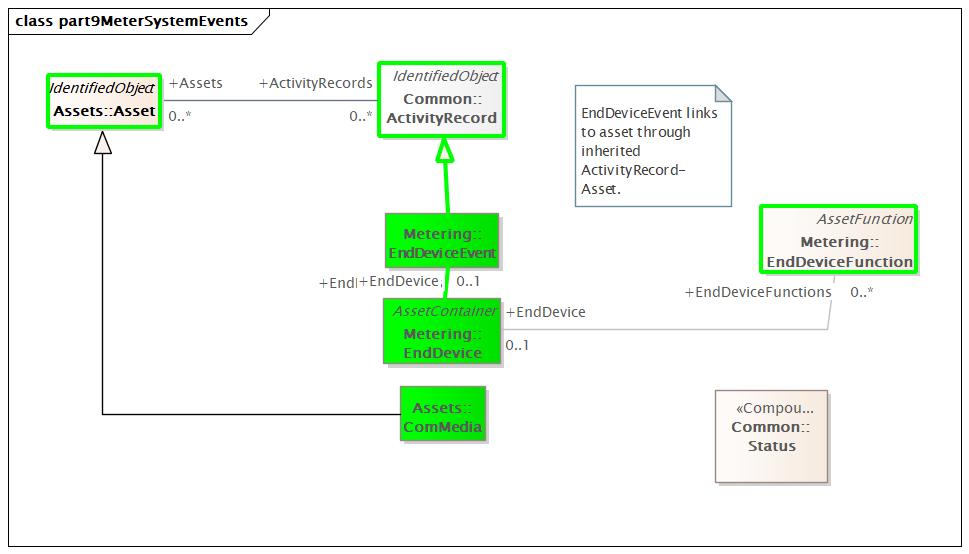 class part9MeterSystemEvents
IdentifiedObject
Assets::Asset
+Assets
+ActivityRecords
0..*
0..*
IdentifiedObject
Common::
ActivityRecord
EndDeviceEvent links
to asset through
inherited
ActivityRecord-
Asset.
AssetFunction
Metering::
EndDeviceFunction
Metering::
EndDeviceEvent
+EndDevice
0..1
+EndDeviceFunctions
0..*
AssetContainer
Metering::
EndDevice
+EndDevice
0..1
Assets::
ComMedia
«Compou...
Common::
Status